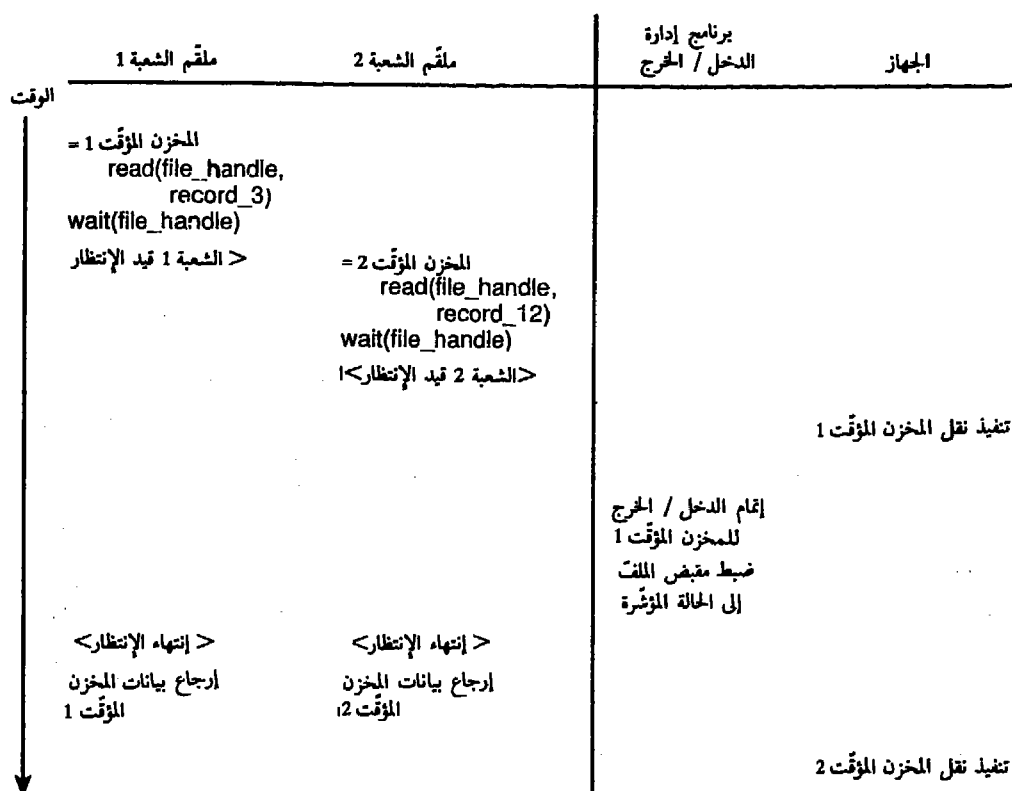 برنامج إدارة
ملقّم الشعبة 1 ملقّم الشعبة 2 الدخل / الخرج الجهاز
الوقت
المخزن المؤقّت 1 =
read(file_handle,
record_3)
wait(file_handle)
< الشعبة 1 قيد الإنتظار
المخزن المؤقّت 2 =
read(file_handle,
record_12)
wait(file_handle)
<الشعبة 2 قيد الإنتظار>
تنفيذ نقل المخزن المؤقّت 1
إتمام الدخل / الخرج
للمخزن المؤقّت 1
ضبط مقبض الملفّ
إلى الحالة المؤشّرة
< إنتهاء الإنتظار> < إنتهاء الإنتظار>
إرجاع بيانات المخزن إرجاع بيانات المخزن
المؤقّت 1 المؤقّت 2
تنفيذ نقل المخزن المؤقّت 2